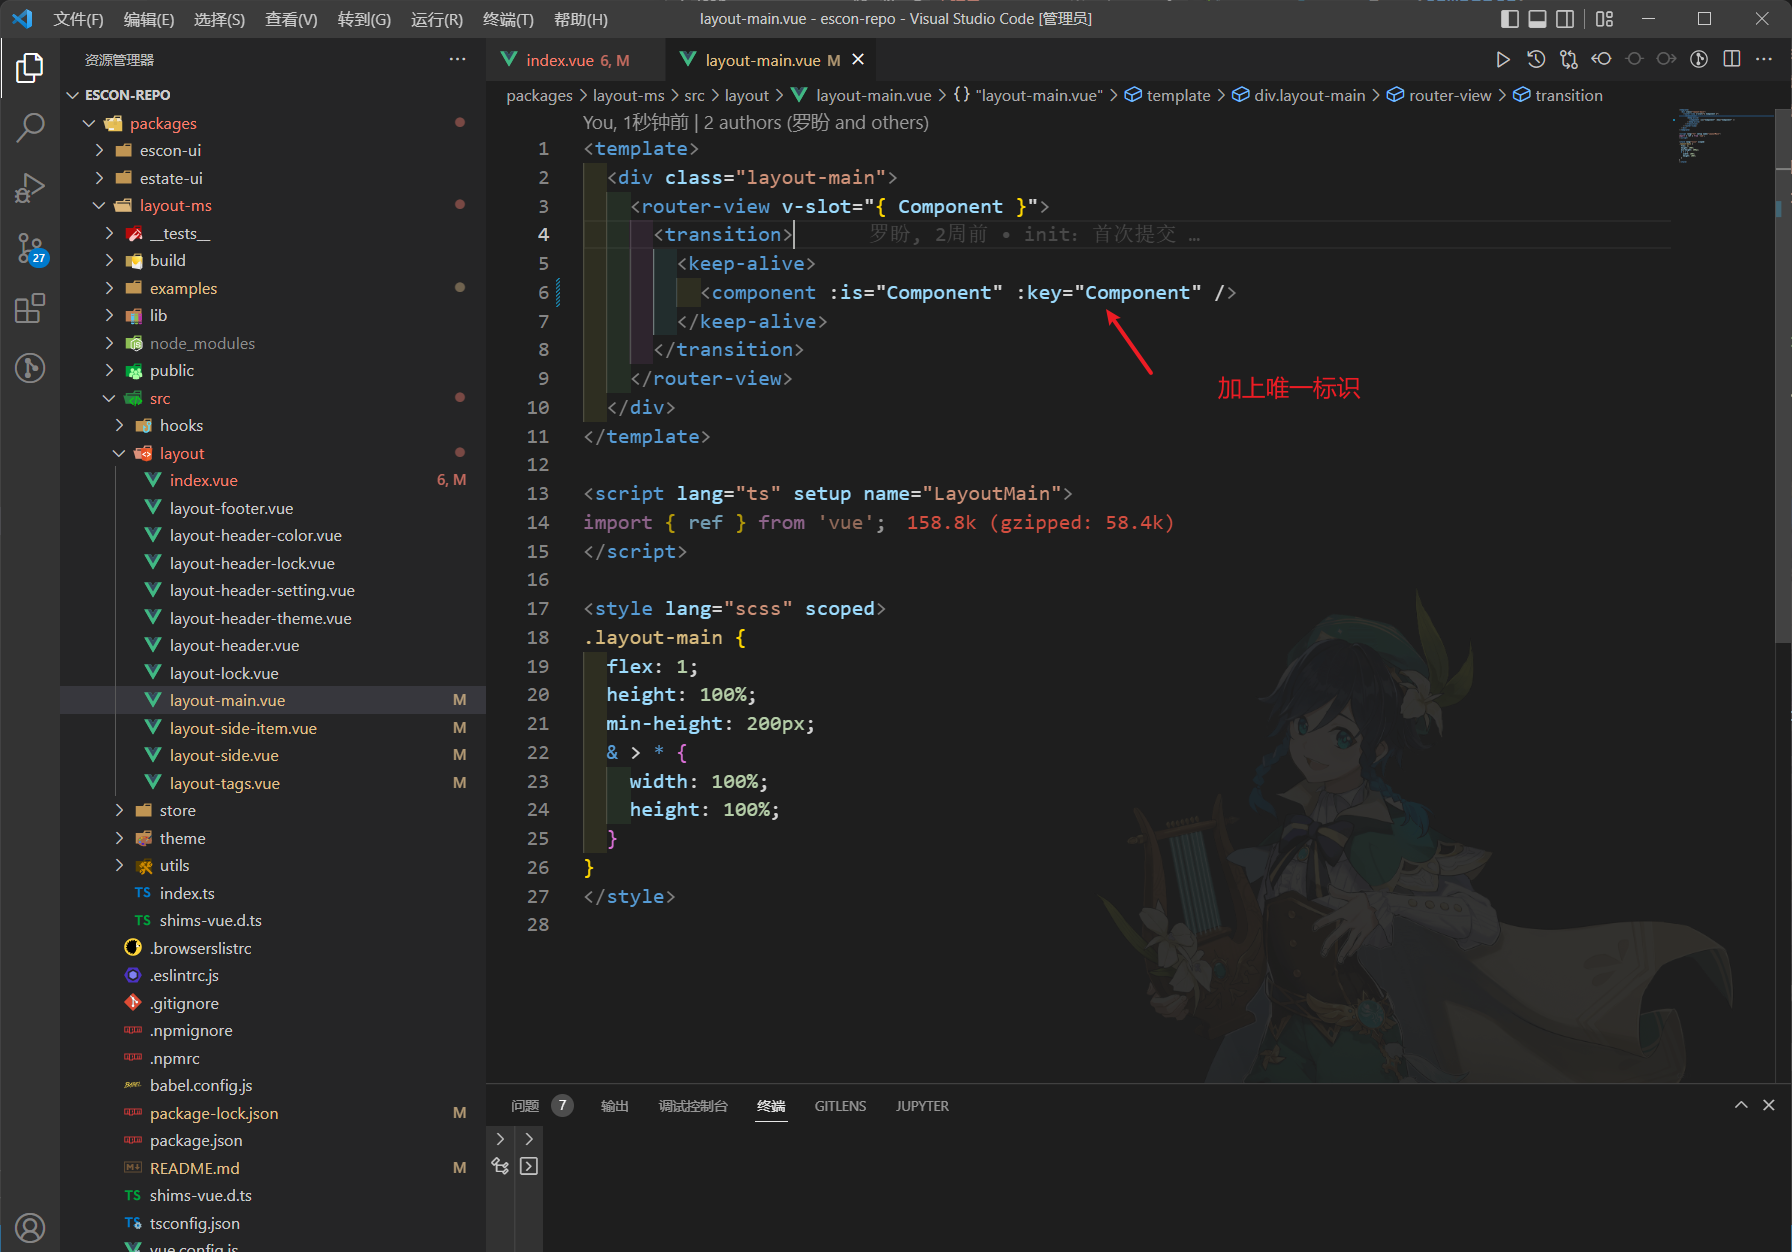 文件(F) 编辑(E) 选择(S) 查看(V) 转到(G) 运行(R) 终端(T) 帮助(H) layout-main.vue - escon-repo - Visual Studio Code [管理员]
资源管理器
ESCON-REPO
packages
escon-ui
estate-ui
layout-ms
__tests__
build
examples
lib
node_modules
public
src
hooks
layout
index.vue 6, M
layout-footer.vue
layout-header-color.vue
layout-header-lock.vue
layout-header-setting.vue
layout-header-theme.vue
layout-header.vue
layout-lock.vue
layout-main.vue M
layout-side-item.vue M
layout-side.vue M
layout-tags.vue M
store
theme
utils
TS index.ts
TS shims-vue.d.ts
.browserslistrc
.eslintrc.js
.gitignore
.npmignore
.npmrc
babel.config.js
package-lock.json M
package.json
README.md M
TS shims-vue.d.ts
tsconfig.json
vue.config.js
27
index.vue 6, M layout-main.vue M
packages > layout-ms > src > layout > layout-main.vue > {} "layout-main.vue" > template > div.layout-main > router-view > transition
You, 1秒钟前 | 2 authors (罗盼 and others)
1 <template>
2 <div class="layout-main">
3 <router-view v-slot="{ Component }">
4 <transition> 罗盼, 2周前 • init: 首次提交 …
5 <keep-alive>
6 <component :is="Component" :key="Component" />
7 </keep-alive>
8 </transition>
9 </router-view>
10 </div>
11 </template>
12
13 <script lang="ts" setup name="LayoutMain">
14 import { ref } from 'vue'; 158.8k (gzipped: 58.4k)
15 </script>
16
17 <style lang="scss" scoped>
18 .layout-main {
19 flex: 1;
20 height: 100%;
21 min-height: 200px;
22 & > * {
23 width: 100%;
24 height: 100%;
25 }
26 }
27 </style>
28
加上唯一标识
问题 7 输出 调试控制台 终端 GITLENS JUPYTER